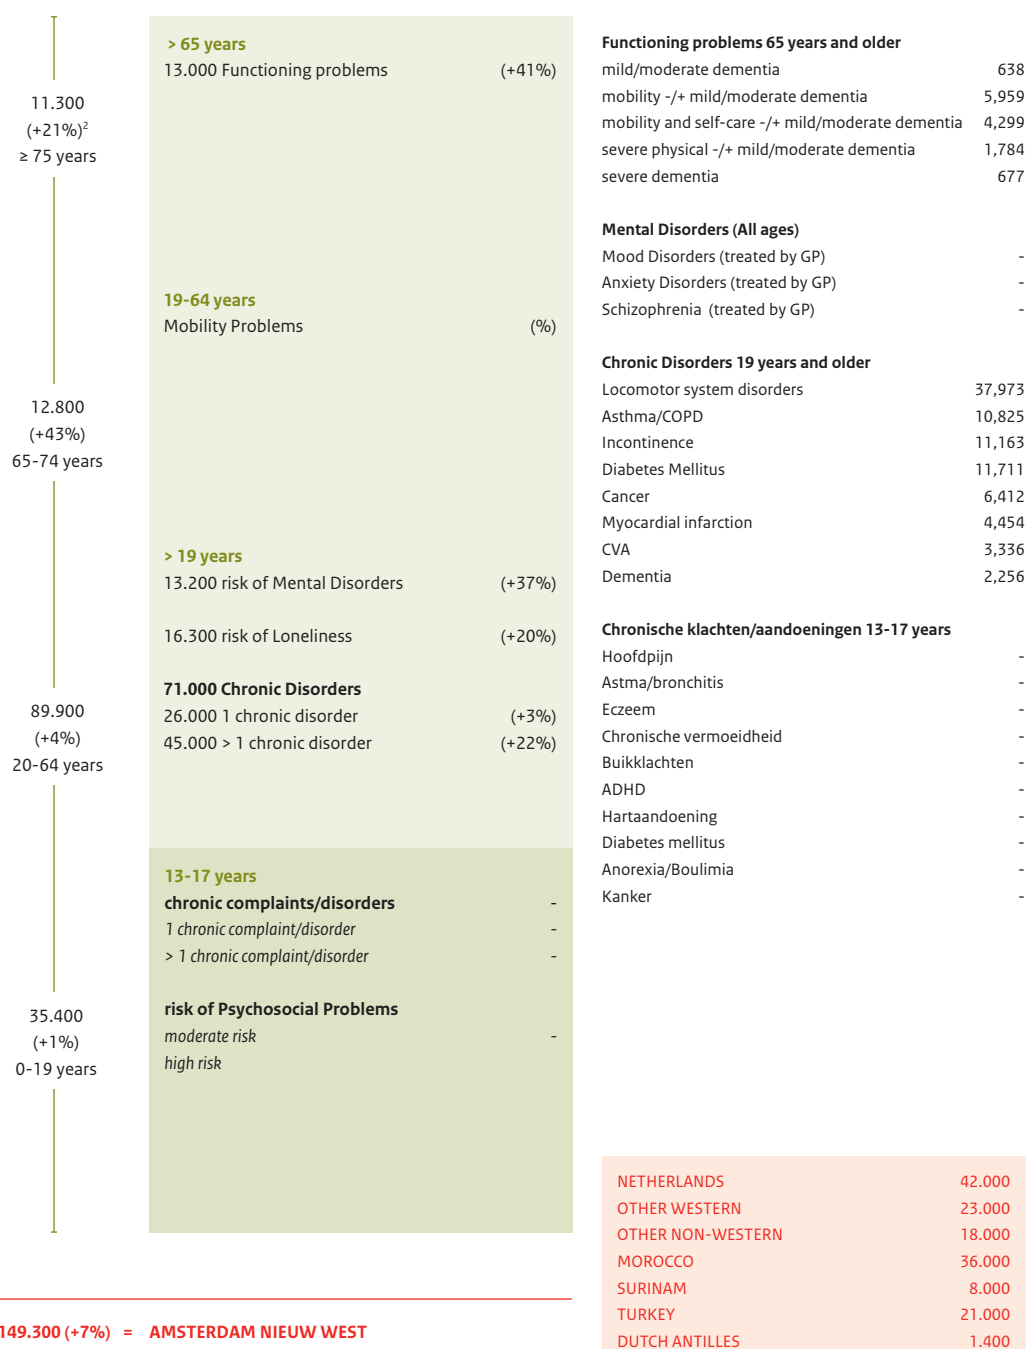 11.300
(+21%)2
≥ 75 years
12.800
(+43%)
65-74 years
89.900
(+4%)
20-64 years
35.400
(+1%)
0-19 years
> 65 years
13.000 Functioning problems (+41%)
19-64 years
Mobility Problems (%)
> 19 years
13.200 risk of Mental Disorders (+37%)
16.300 risk of Loneliness (+20%)
71.000 Chronic Disorders
26.000 1 chronic disorder (+3%)
45.000 > 1 chronic disorder (+22%)
13-17 years
chronic complaints/disorders -
1 chronic complaint/disorder -
> 1 chronic complaint/disorder -
risk of Psychosocial Problems
moderate risk -
high risk
149.300 (+7%) = AMSTERDAM NIEUW WEST
Functioning problems 65 years and older
mild/moderate dementia 638
mobility -/+ mild/moderate dementia 5,959
mobility and self-care -/+ mild/moderate dementia 4,299
severe physical -/+ mild/moderate dementia 1,784
severe dementia 677
Mental Disorders (All ages)
Mood Disorders (treated by GP) -
Anxiety Disorders (treated by GP) -
Schizophrenia (treated by GP) -
Chronic Disorders 19 years and older
Locomotor system disorders 37,973
Asthma/COPD 10,825
Incontinence 11,163
Diabetes Mellitus 11,711
Cancer 6,412
Myocardial infarction 4,454
CVA 3,336
Dementia 2,256
Chronische klachten/aandoeningen 13-17 years
Hoofdpijn -
Astma/bronchitis -
Eczeem -
Chronische vermoeidheid -
Buikklachten -
ADHD -
Hartaandoening -
Diabetes mellitus -
Anorexia/Boulimia -
Kanker -
NETHERLANDS 42.000
OTHER WESTERN 23.000
OTHER NON-WESTERN 18.000
MOROCCO 36.000
SURINAM 8.000
TURKEY 21.000
DUTCH ANTILLES 1.400